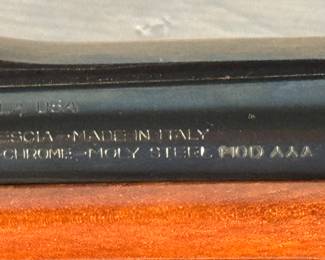 USA
ESCIA - MADE IN ITALY
CHROME - MOLY STEEL MOD AAA